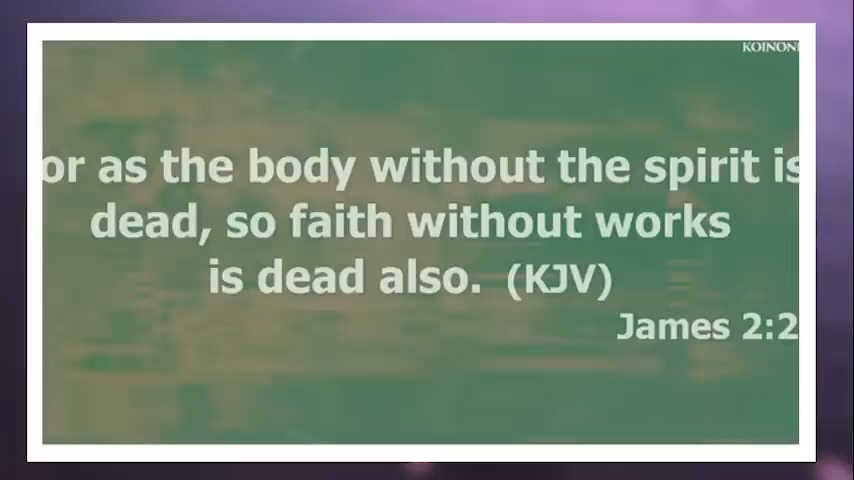 KOINONI
or as the body without the spirit is
dead, so faith without works
is dead also. (KJV)
James 2:2